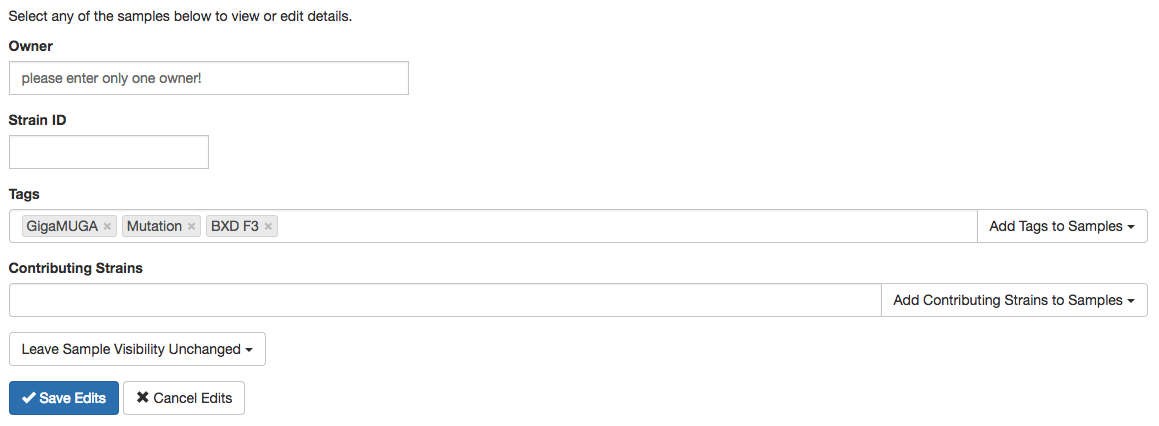 Select any of the samples below to view or edit details.
Owner
please enter only one owner!
Strain ID
Tags
GigaMUGA × Mutation × BXD F3 × Add Tags to Samples
Contributing Strains
Add Contributing Strains to Samples
Leave Sample Visibility Unchanged
Save Edits Cancel Edits